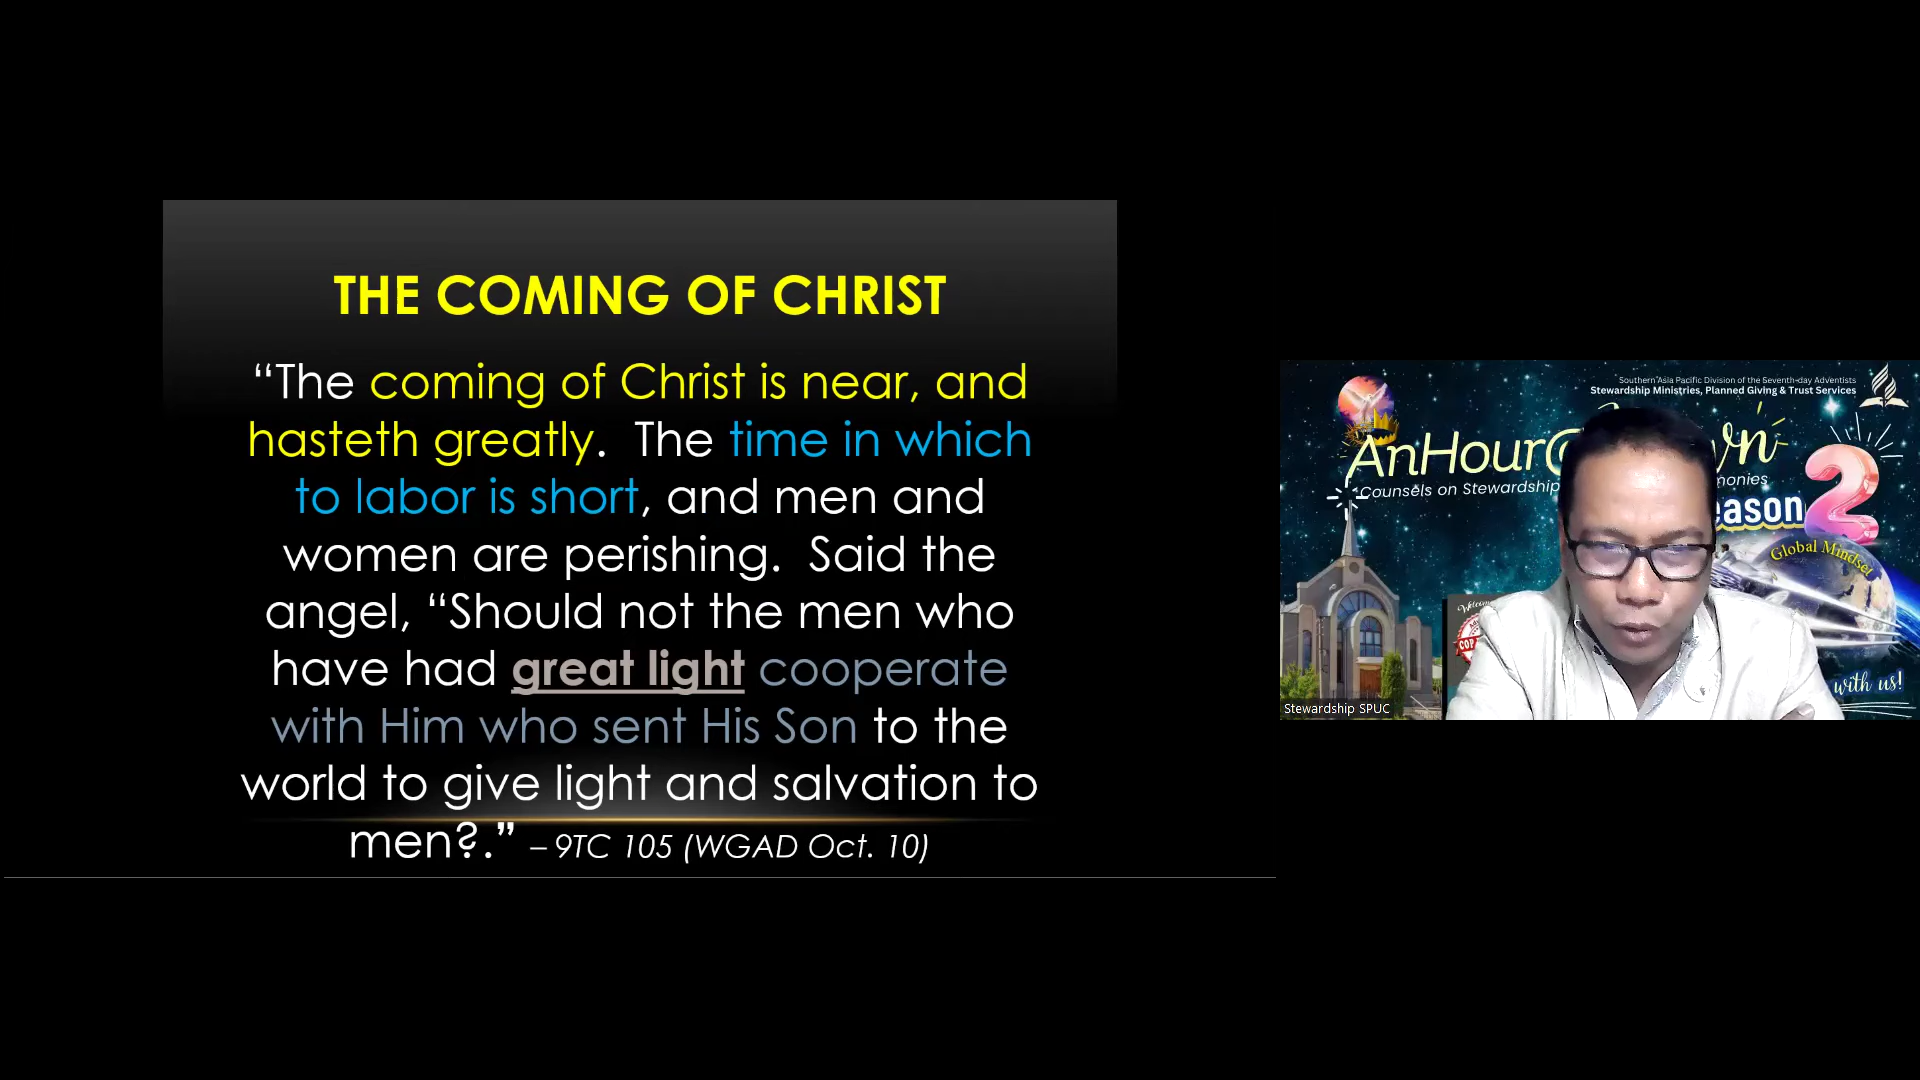 THE COMING OF CHRIST
“The coming of Christ is near, and
hasteth greatly.  The time in which
to labor is short, and men and
women are perishing.  Said the
angel, “Should not the men who
have had great light cooperate
with Him who sent His Son to the
world to give light and salvation to
men?.” – 9TC 105 (WGAD Oct. 10)
Southern Asia Pacific Division of the Seventh-day Adventists
Stewardship Ministries, Planned Giving & Trust Services
AnHour@
wn
Counsels on Stewardship
monies
eason 2
Global Mindset
Welcome
COP
with us!
Stewardship SPUC